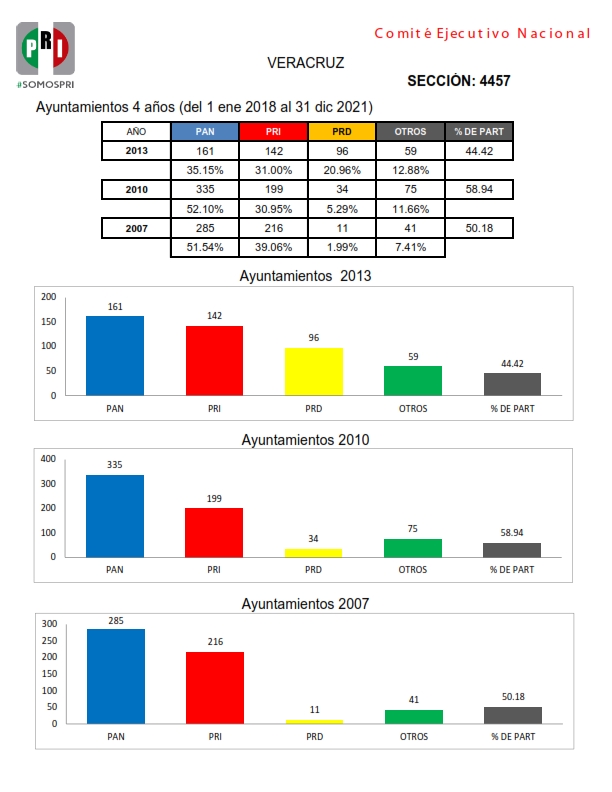 Comité Ejecutivo Nacional
PRI
#SOMOSPRI
VERACRUZ
SECCIÓN: 4457
Ayuntamientos 4 años (del 1 ene 2018 al 31 dic 2021)
AÑO PAN PRI PRD OTROS % DE PART
2013 161 142 96 59 44.42
35.15% 31.00% 20.96% 12.88%
2010 335 199 34 75 58.94
52.10% 30.95% 5.29% 11.66%
2007 285 216 11 41 50.18
51.54% 39.06% 1.99% 7.41%
Ayuntamientos 2013
200
150
100
50
0
161 142 96 59 44.42
PAN PRI PRD OTROS % DE PART
Ayuntamientos 2010
400
300
200
100
0
335 199 34 75 58.94
PAN PRI PRD OTROS % DE PART
Ayuntamientos 2007
300
250
200
150
100
50
0
285 216 11 41 50.18
PAN PRI PRD OTROS % DE PART